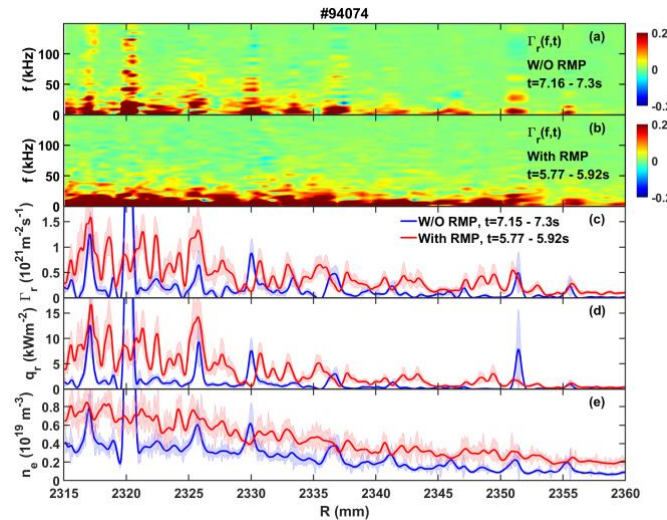 #94074
f (kHz)
150
100
50
0
Γr(f,t)
(a)
W/O RMP
t=7.16 - 7.3s
0.2
0
-0.2
f (kHz)
100
50
0
Γr(f,t)
(b)
With RMP
t=5.77 - 5.92s
0.2
0
-0.2
Γr (10²¹m⁻²s⁻¹)
1.5
1
0.5
0
W/O RMP, t=7.15 - 7.3s
(c)
With RMP, t=5.77 - 5.92s
qr (kWm⁻²)
15
10
5
0
(d)
ne (10¹⁹ m⁻³)
0.8
0.6
0.4
0.2
0
(e)
2315 2320 2325 2330 2335 2340 2345 2350 2355 2360
R (mm)